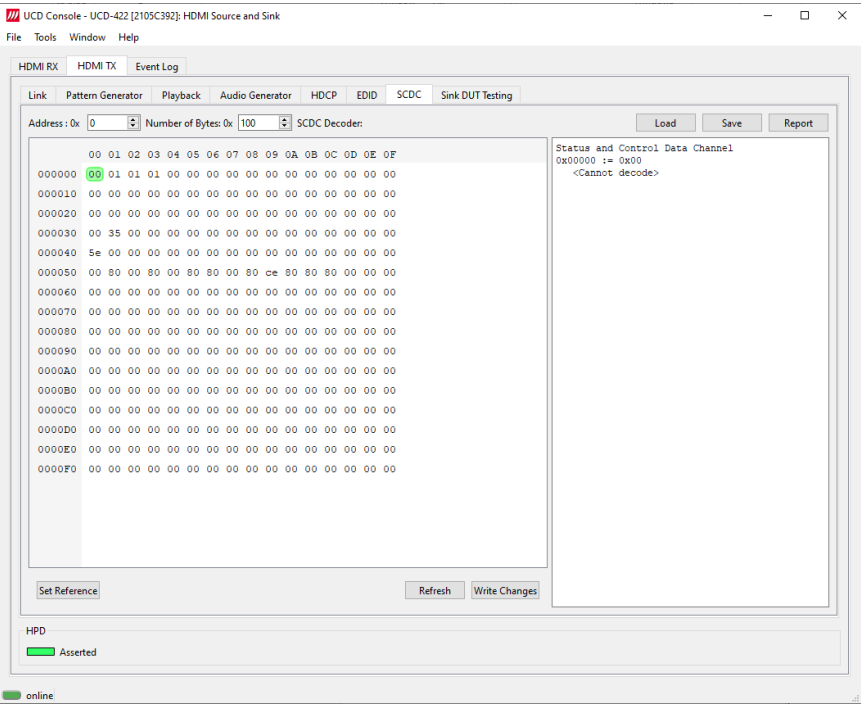 UCD Console - UCD-422 [2105C392]: HDMI Source and Sink
File Tools Window Help
HDMI RX HDMI TX Event Log
Link Pattern Generator Playback Audio Generator HDCP EDID SCDC Sink DUT Testing
Address : 0x 0 Number of Bytes: 0x 100 SCDC Decoder: Load Save Report
00 01 02 03 04 05 06 07 08 09 0A 0B 0C 0D 0E 0F
000000 00 01 01 01 00 00 00 00 00 00 00 00 00 00 00 00
000010 00 00 00 00 00 00 00 00 00 00 00 00 00 00 00 00
000020 00 00 00 00 00 00 00 00 00 00 00 00 00 00 00 00
000030 00 35 00 00 00 00 00 00 00 00 00 00 00 00 00 00
000040 5e 00 00 00 00 00 00 00 00 00 00 00 00 00 00 00
000050 00 80 00 80 00 80 80 00 80 ce 80 80 80 00 00 00
000060 00 00 00 00 00 00 00 00 00 00 00 00 00 00 00 00
000070 00 00 00 00 00 00 00 00 00 00 00 00 00 00 00 00
000080 00 00 00 00 00 00 00 00 00 00 00 00 00 00 00 00
000090 00 00 00 00 00 00 00 00 00 00 00 00 00 00 00 00
0000A0 00 00 00 00 00 00 00 00 00 00 00 00 00 00 00 00
0000B0 00 00 00 00 00 00 00 00 00 00 00 00 00 00 00 00
0000C0 00 00 00 00 00 00 00 00 00 00 00 00 00 00 00 00
0000D0 00 00 00 00 00 00 00 00 00 00 00 00 00 00 00 00
0000E0 00 00 00 00 00 00 00 00 00 00 00 00 00 00 00 00
0000F0 00 00 00 00 00 00 00 00 00 00 00 00 00 00 00 00
Status and Control Data Channel
0x00000 := 0x00
<Cannot decode>
Set Reference Refresh Write Changes
HPD
Asserted
online